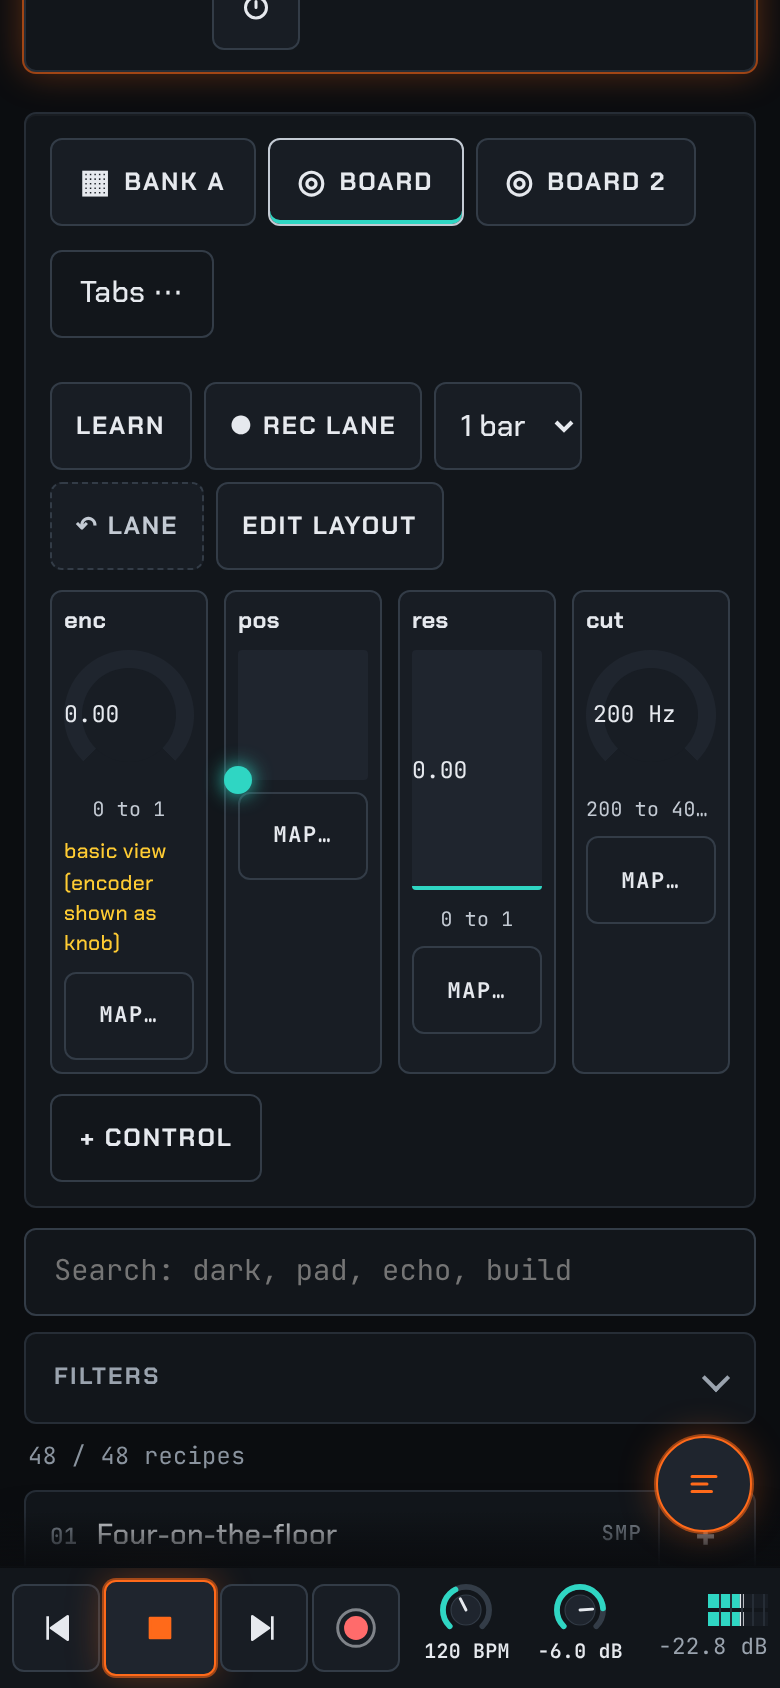 BANK A
BOARD
BOARD 2
Tabs ···
LEARN
REC LANE
1 bar
↶ LANE
EDIT LAYOUT
enc
0.00
0 to 1
basic view
(encoder
shown as
knob)
MAP…
pos
MAP…
res
0.00
0 to 1
MAP…
cut
200 Hz
200 to 40…
MAP…
+ CONTROL
Search: dark, pad, echo, build
FILTERS
48 / 48 recipes
01 Four-on-the-floor SMP +
120 BPM
-6.0 dB
-22.8 dB